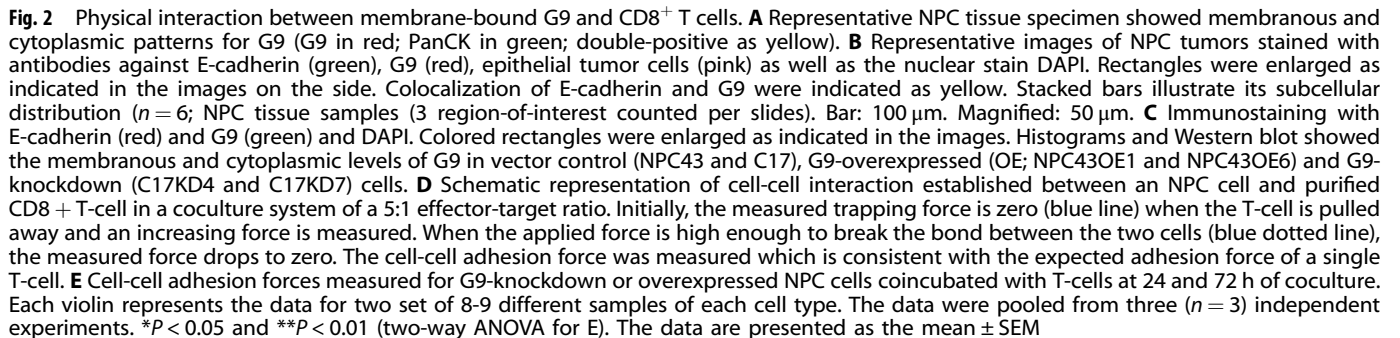 Fig. 2 Physical interaction between membrane-bound G9 and CD8+ T cells. A Representative NPC tissue specimen showed membranous and
cytoplasmic patterns for G9 (G9 in red; PanCK in green; double-positive as yellow). B Representative images of NPC tumors stained with
antibodies against E-cadherin (green), G9 (red), epithelial tumor cells (pink) as well as the nuclear stain DAPI. Rectangles were enlarged as
indicated in the images on the side. Colocalization of E-cadherin and G9 were indicated as yellow. Stacked bars illustrate its subcellular
distribution (n = 6; NPC tissue samples (3 region-of-interest counted per slides). Bar: 100 μm. Magnified: 50 μm. C Immunostaining with
E-cadherin (red) and G9 (green) and DAPI. Colored rectangles were enlarged as indicated in the images. Histograms and Western blot showed
the membranous and cytoplasmic levels of G9 in vector control (NPC43 and C17), G9-overexpressed (OE; NPC43OE1 and NPC43OE6) and G9-
knockdown (C17KD4 and C17KD7) cells. D Schematic representation of cell-cell interaction established between an NPC cell and purified
CD8 + T-cell in a coculture system of a 5:1 effector-target ratio. Initially, the measured trapping force is zero (blue line) when the T-cell is pulled
away and an increasing force is measured. When the applied force is high enough to break the bond between the two cells (blue dotted line),
the measured force drops to zero. The cell-cell adhesion force was measured which is consistent with the expected adhesion force of a single
T-cell. E Cell-cell adhesion forces measured for G9-knockdown or overexpressed NPC cells coincubated with T-cells at 24 and 72 h of coculture.
Each violin represents the data for two set of 8-9 different samples of each cell type. The data were pooled from three (n = 3) independent
experiments. *P < 0.05 and **P < 0.01 (two-way ANOVA for E). The data are presented as the mean ± SEM